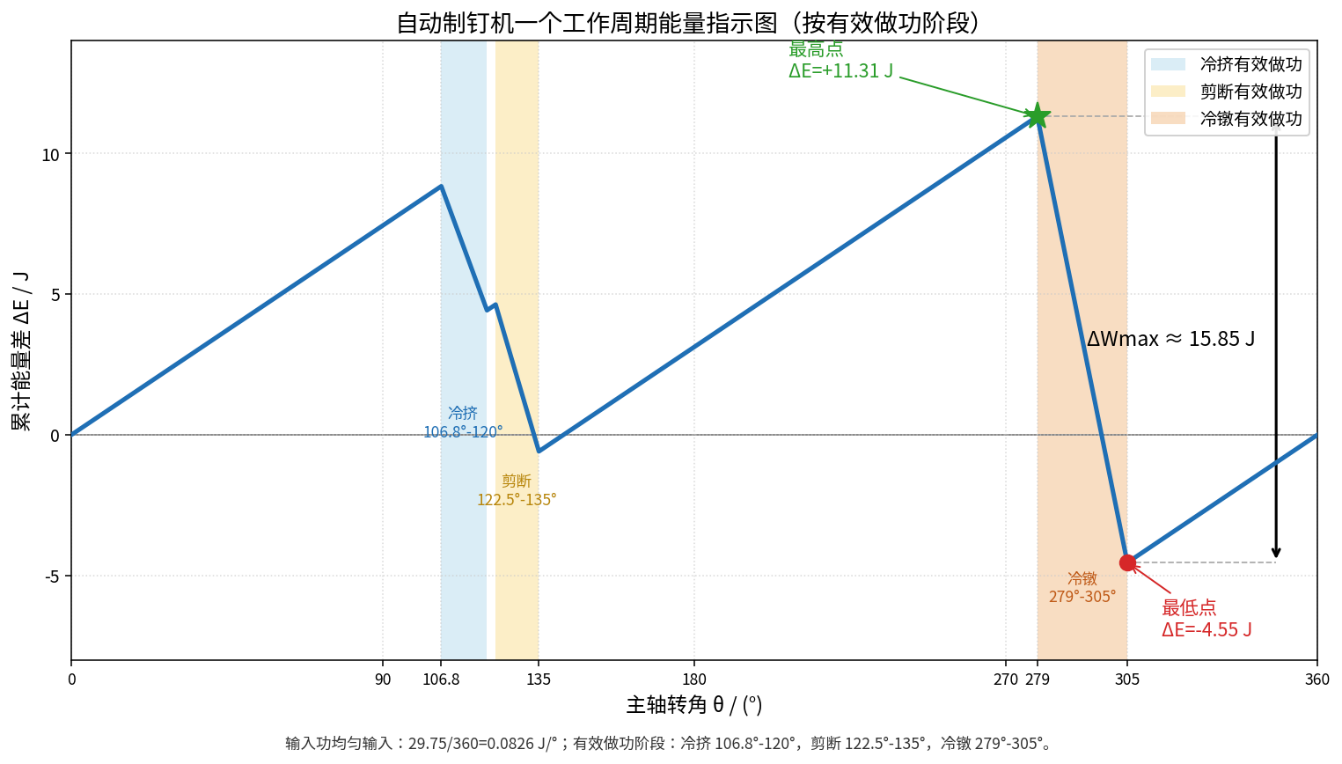 自动制钉机一个工作周期能量指示图（按有效做功阶段）
最高点
ΔE=+11.31 J
冷挤有效做功
剪断有效做功
冷镦有效做功
10
5
0
-5
累计能量差 ΔE / J
ΔWmax ≈ 15.85 J
冷挤
106.8°-120°
剪断
122.5°-135°
冷镦
279°-305°
最低点
ΔE=-4.55 J
0 90 106.8 135 180 270 279 305 360
主轴转角 θ / (°)
输入功均匀输入：29.75/360=0.0826 J/°；有效做功阶段：冷挤 106.8°-120°，剪断 122.5°-135°，冷镦 279°-305°。